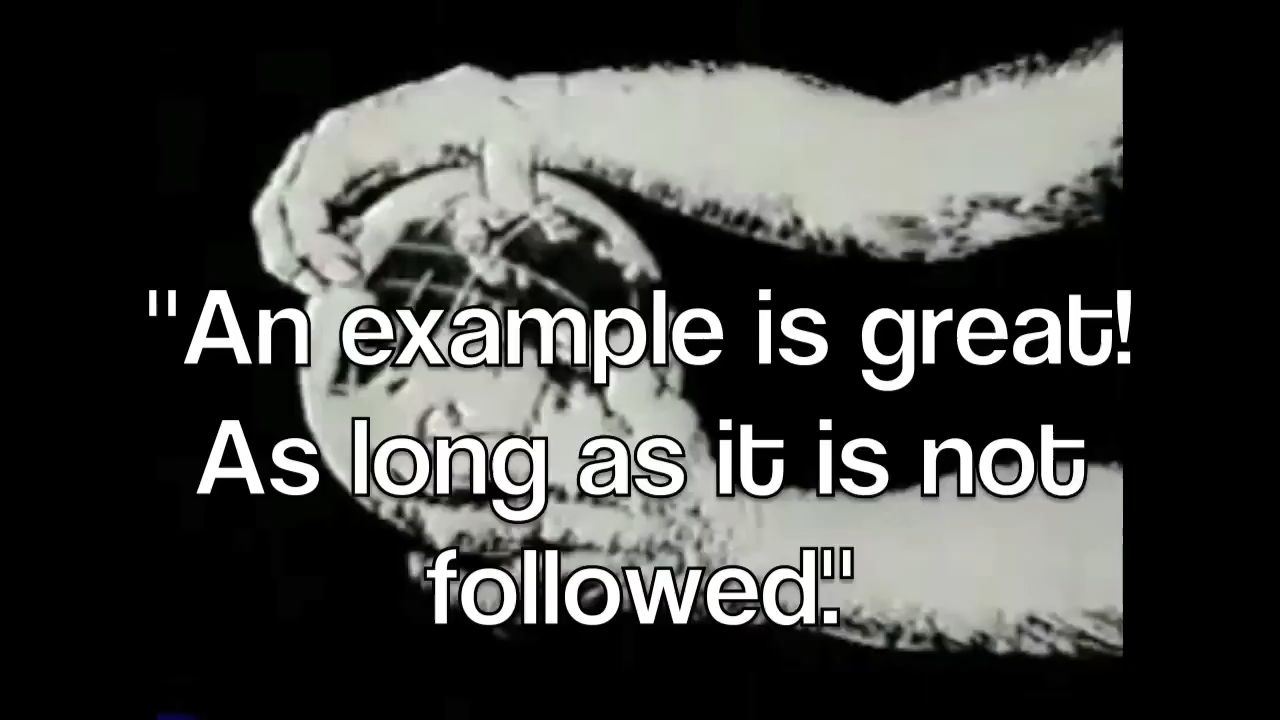 "An example is great!
As long as it is not
followed."